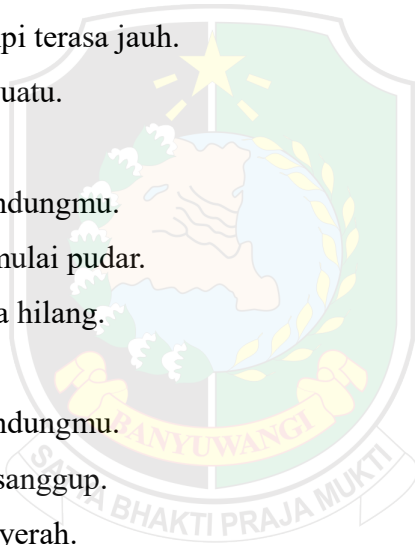 pi terasa jauh.
uatu.
ndungmu.
mulai pudar.
a hilang.
ndungmu.
sanggup.
yerah.
BANYUWANGI
SATYA BHAKTI PRAJA MUKTI